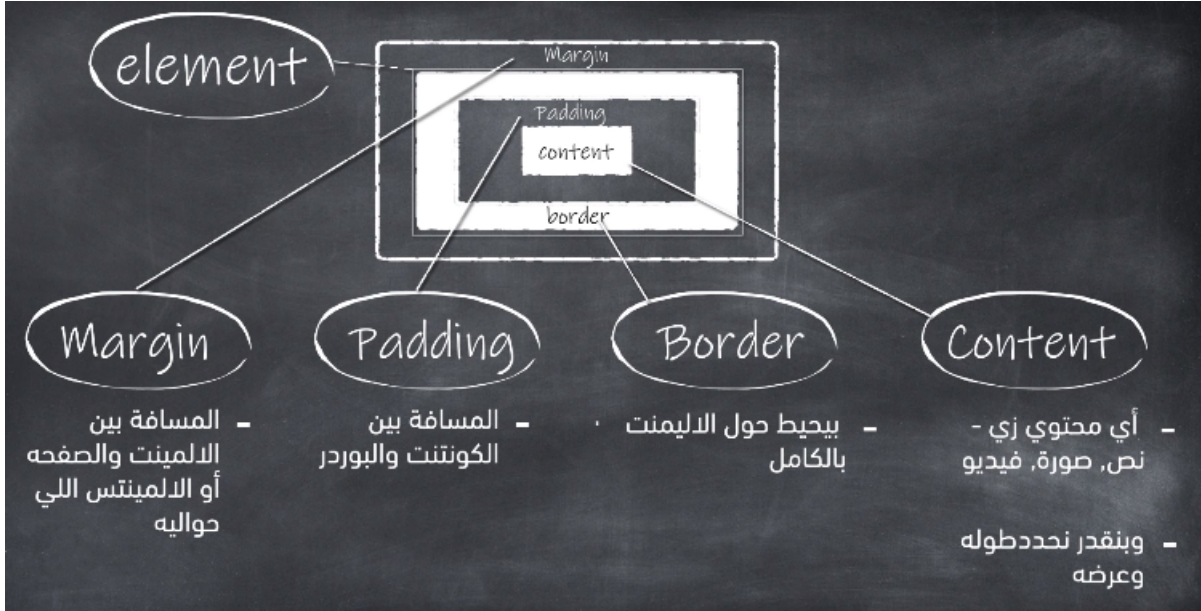 element
Margin
Padding
content
border
Margin
Padding
Border
Content
- المسافة بين
الالمينت والصفحه
أو الالمينتس اللي
حواليه
- المسافة بين
الكونتنت والبوردر
- بيحيط حول الاليمنت
بالكامل
- أي محتوي زي -
نص, صورة, فيديو
- وبنقدر نحددطوله
وعرضه